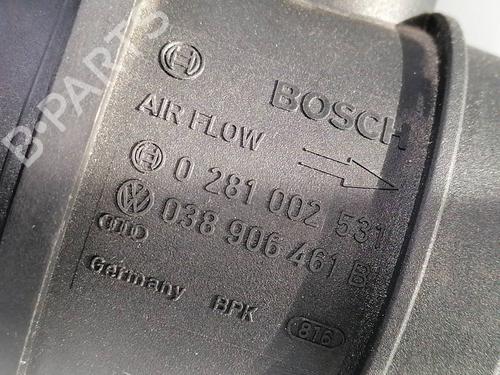 BOSCH
AIR FLOW
0 281 002 531
038 906 461 B
Germany BPK 816
B-PARTS